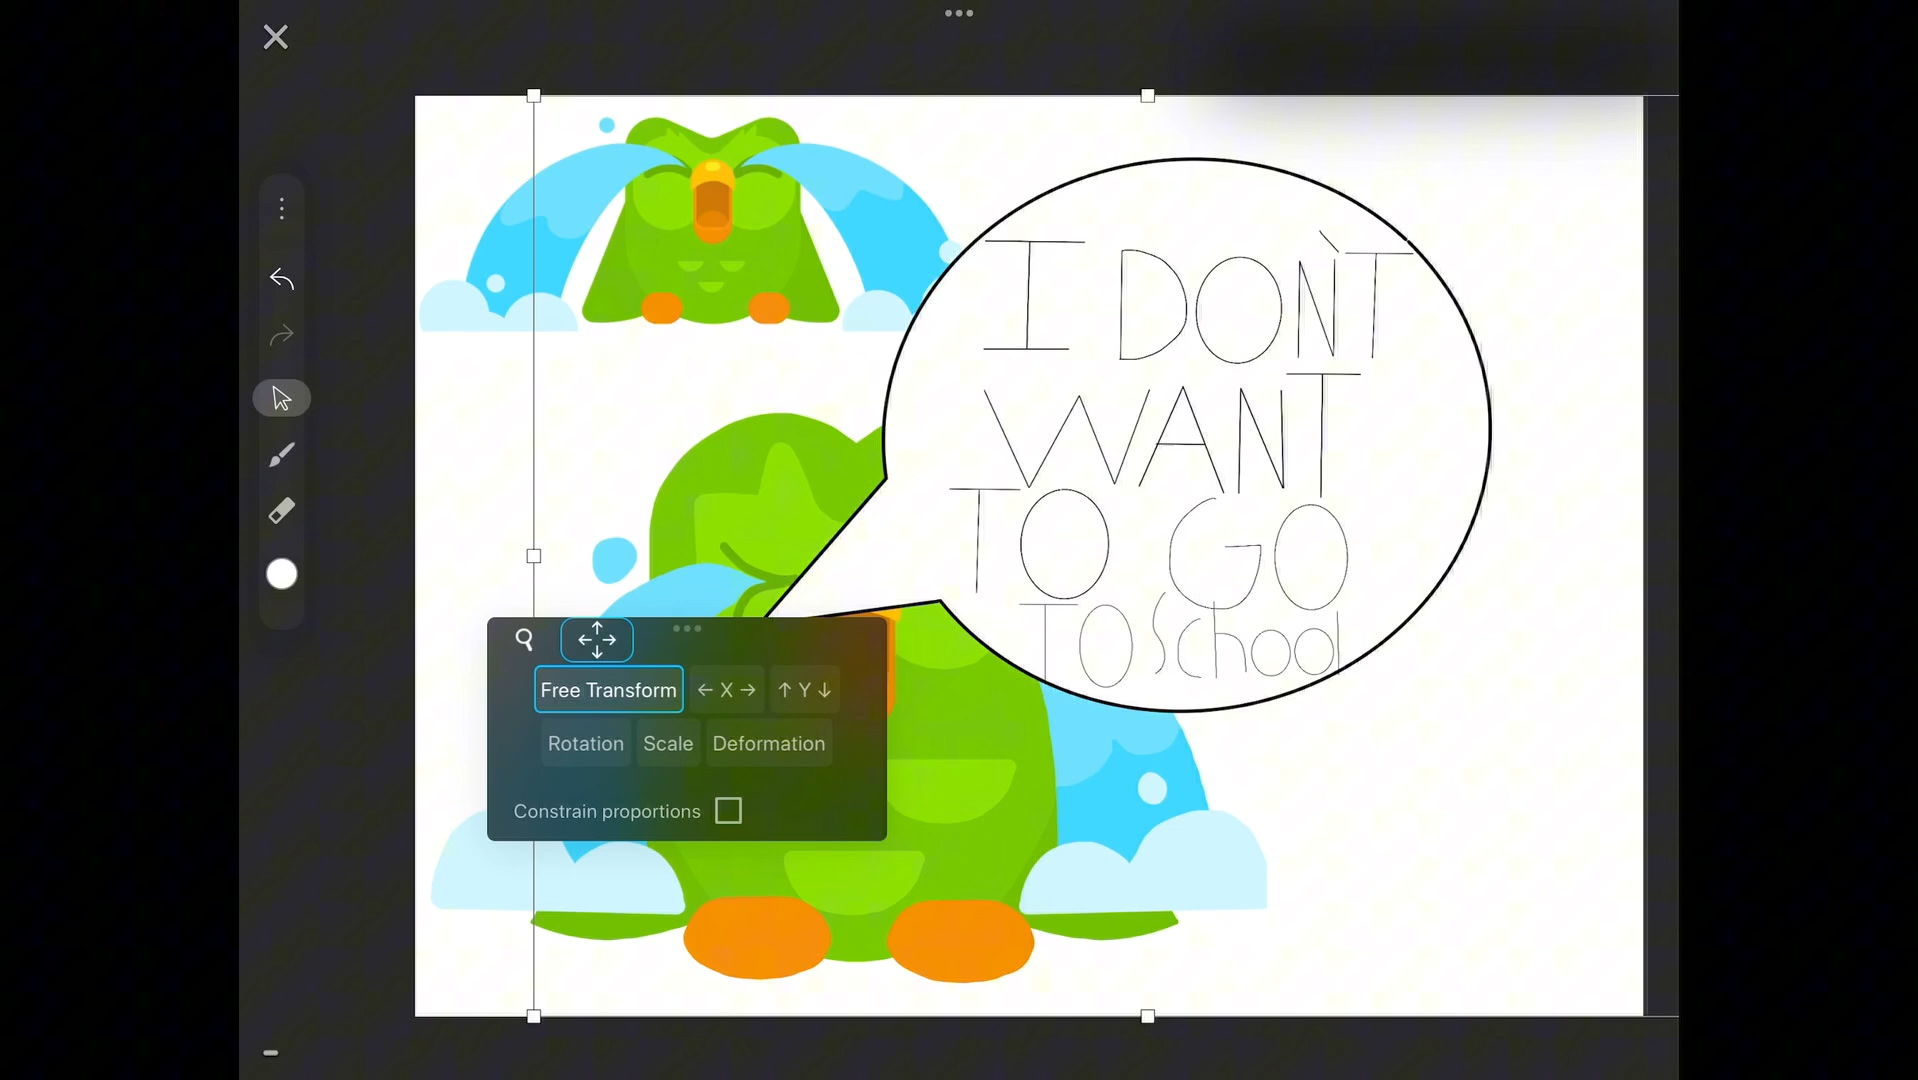 I DON`T
WANT
TO GO
TO School
Free Transform
← X →
↑ Y ↓
Rotation
Scale
Deformation
Constrain proportions